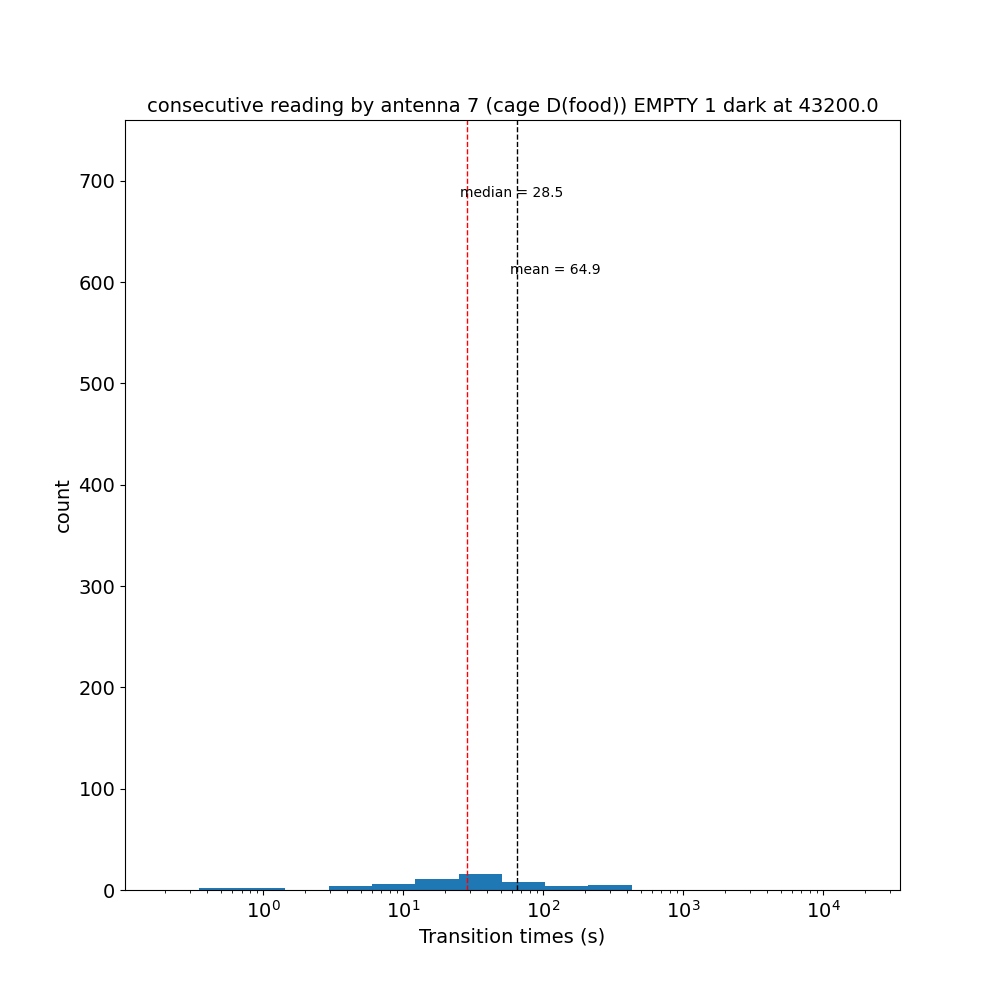 consecutive reading by antenna 7 (cage D(food)) EMPTY 1 dark at 43200.0
700
median = 28.5
mean = 64.9
600
500
400
count
300
200
100
0
10⁰ 10¹ 10² 10³ 10⁴
Transition times (s)